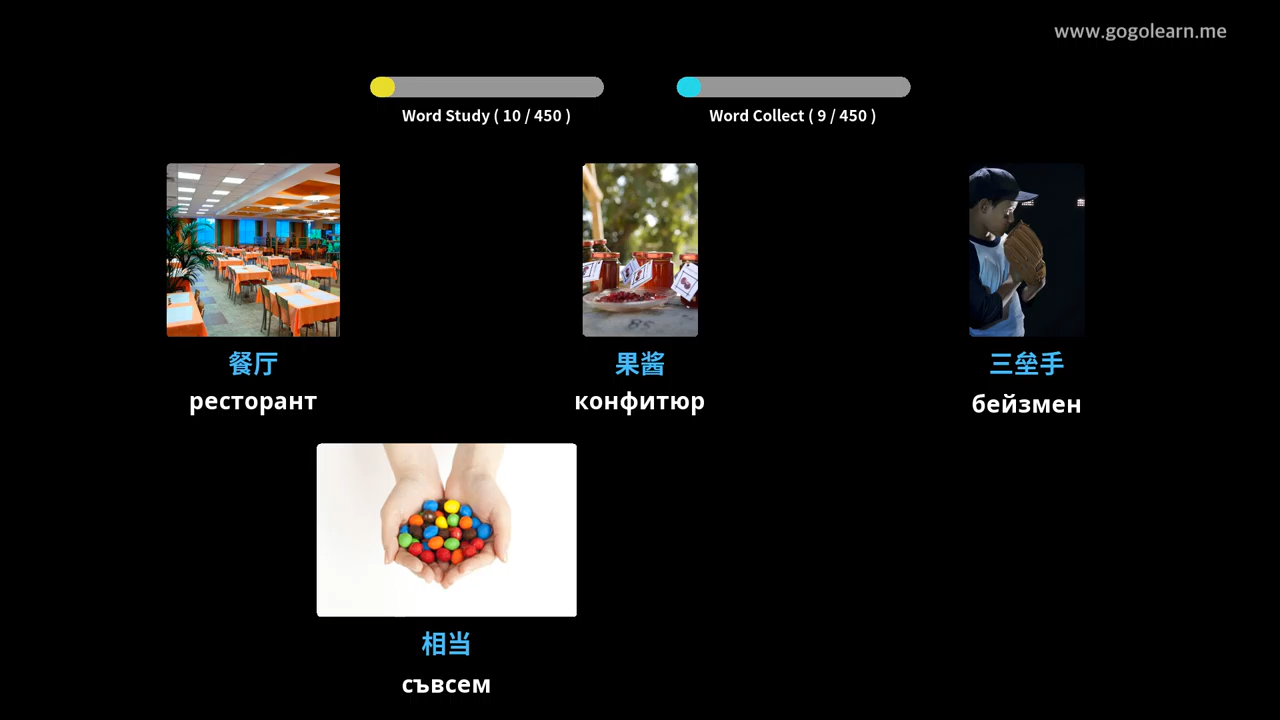 www.gogolearn.me
Word Study ( 10 / 450 )
Word Collect ( 9 / 450 )
餐厅
ресторант
果酱
конфитюр
三垒手
бейзмен
相当
съвсем